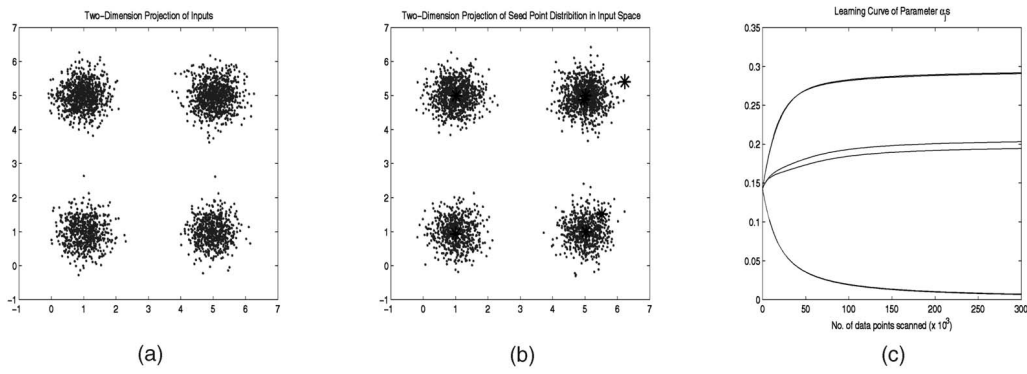 Two-Dimension Projection of Inputs
7
6
5
4
3
2
1
0
-1
-1 0 1 2 3 4 5 6 7
(a)
Two-Dimension Projection of Seed Point Distribition in Input Space
7
6
5
4
3
2
1
0
-1
-1 0 1 2 3 4 5 6 7
(b)
Learning Curve of Parameter αjs
0.35
0.3
0.25
0.2
0.15
0.1
0.05
0
0 50 100 150 200 250 300
No. of data points scanned (x 10³)
(c)